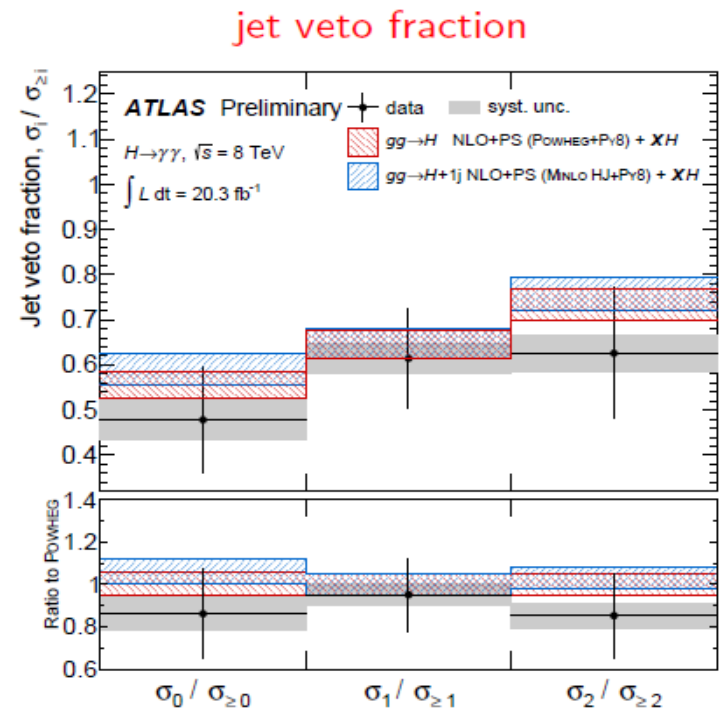 jet veto fraction
Jet veto fraction, σi / σ≥i
1.2
1.1
1
0.9
0.8
0.7
0.6
0.5
0.4
ATLAS Preliminary
data
syst. unc.
H→γγ, √s = 8 TeV
gg→H NLO+PS (POWHEG+PY8) + XH
∫ L dt = 20.3 fb⁻¹
gg→H+1j NLO+PS (MINLO HJ+PY8) + XH
Ratio to POWHEG
1.4
1.2
1
0.8
0.6
σ0 / σ≥0
σ1 / σ≥1
σ2 / σ≥2